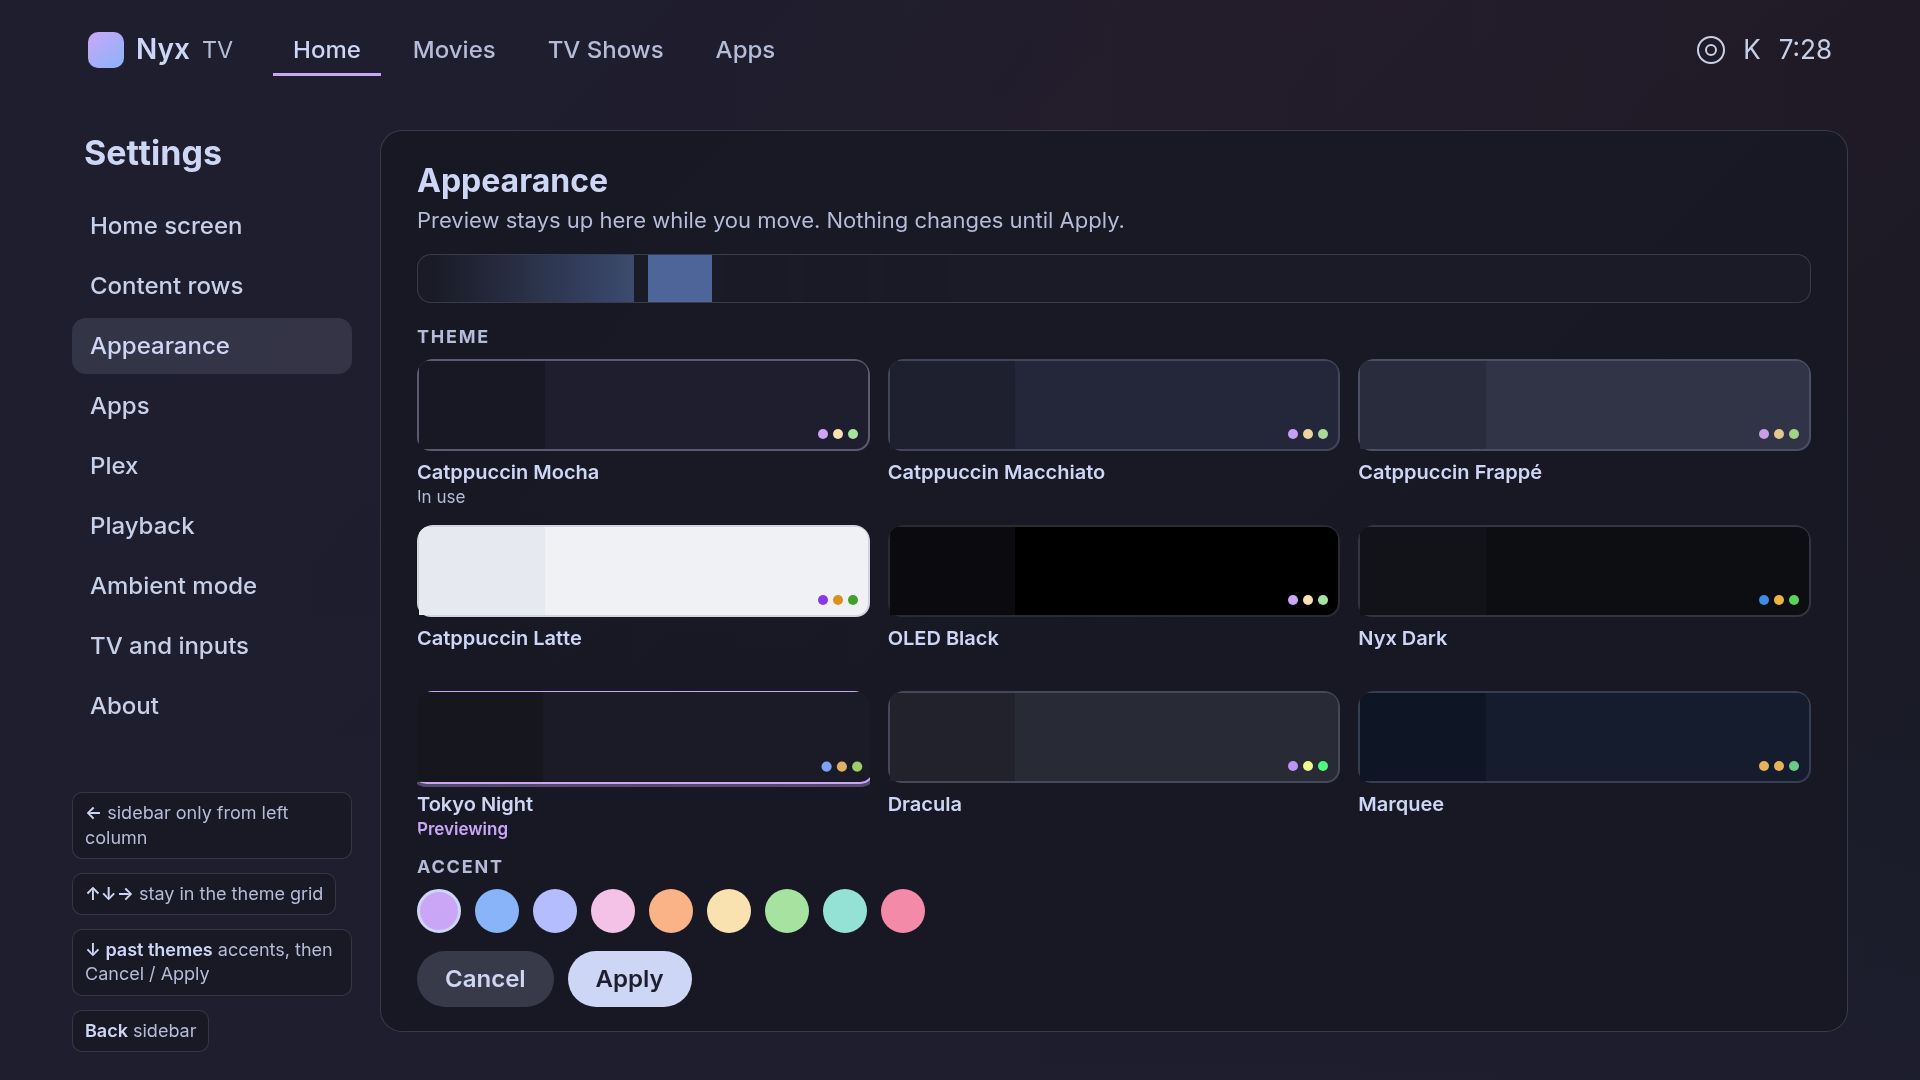 Nyx TV
Home
Movies
TV Shows
Apps
K 7:28
Settings
Home screen
Content rows
Appearance
Apps
Plex
Playback
Ambient mode
TV and inputs
About
← sidebar only from left
column
↑↓→ stay in the theme grid
↓ past themes accents, then
Cancel / Apply
Back sidebar
Appearance
Preview stays up here while you move. Nothing changes until Apply.
THEME
Catppuccin Mocha
In use
Catppuccin Macchiato
Catppuccin Frappé
Catppuccin Latte
OLED Black
Nyx Dark
Tokyo Night
Previewing
Dracula
Marquee
ACCENT
Cancel
Apply